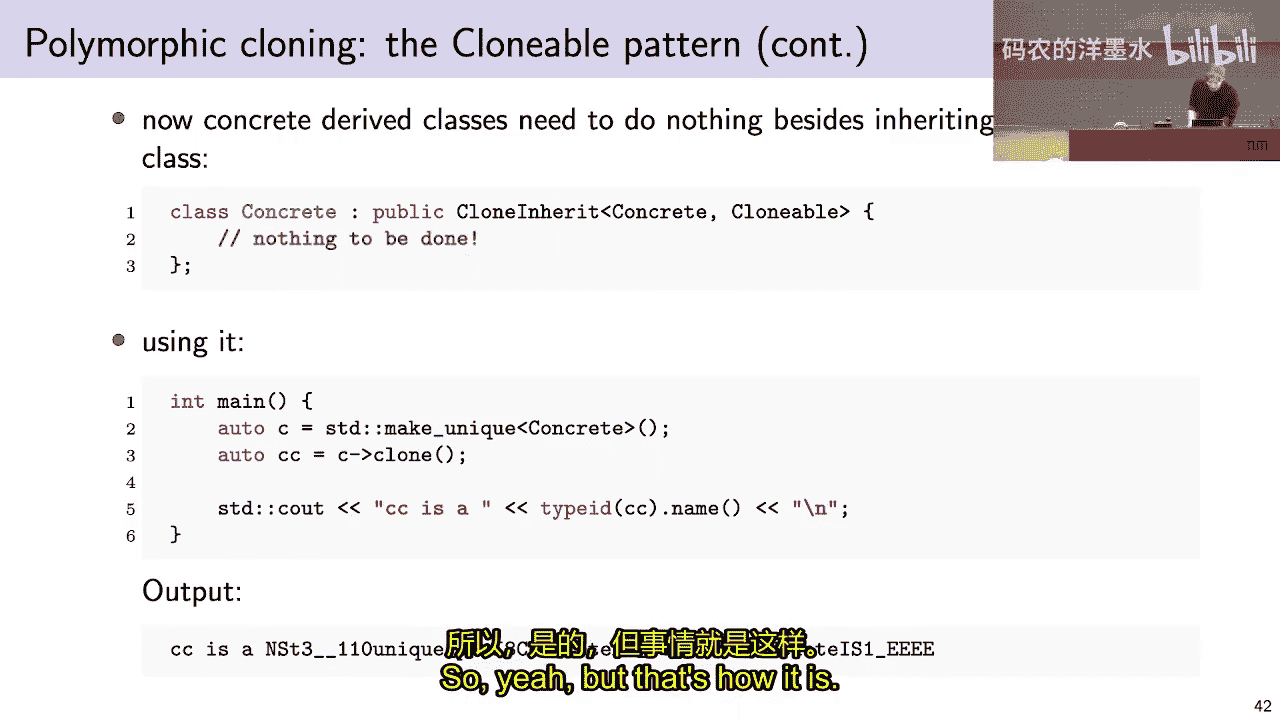 Polymorphic cloning: the Cloneable pattern (cont.)
码农的洋墨水 bilibili
now concrete derived classes need to do nothing besides inheriting
class:
1 class Concrete : public CloneInherit<Concrete, Cloneable> {
2 // nothing to be done!
3 };
using it:
1 int main() {
2 auto c = std::make_unique<Concrete>();
3 auto cc = c->clone();
4
5 std::cout << "cc is a " << typeid(cc).name() << "\n";
6 }
Output:
cc is a NSt3__110unique
teIS1_EEEE
所以，是的，但事情就是这样。
So, yeah, but that's how it is.
42